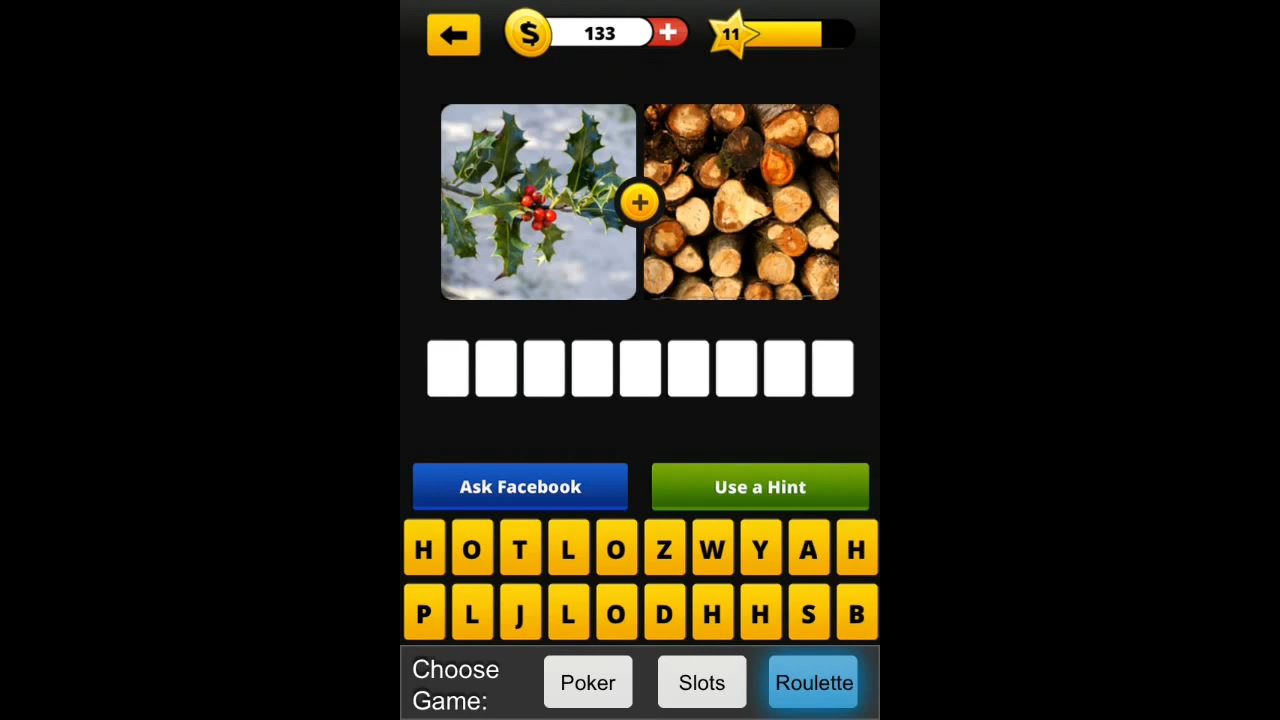 $ 133 + 11
+
Ask Facebook Use a Hint
H O T L O Z W Y A H
P L J L O D H H S B
Choose Poker Slots Roulette
Game: